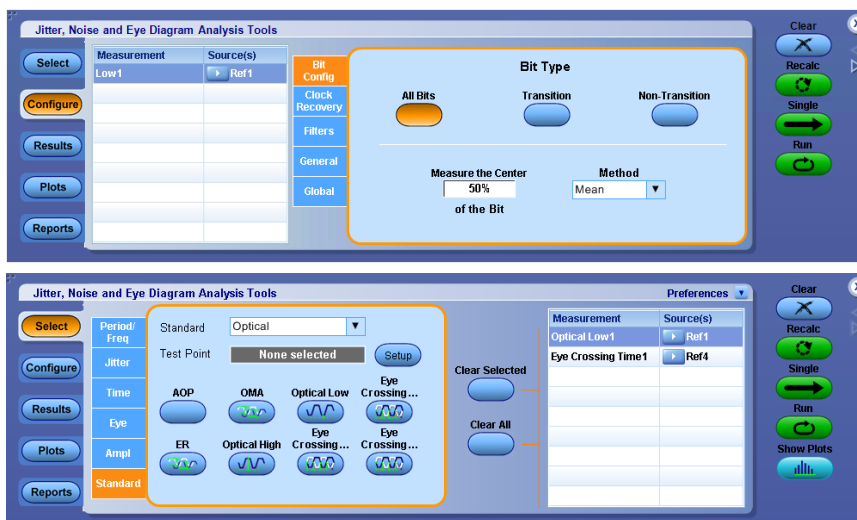 Jitter, Noise and Eye Diagram Analysis Tools
Clear
Select
Measurement Source(s)
Low1 Ref1
Bit Config
Bit Type
Recalc
Configure
Clock Recovery
All Bits Transition Non-Transition
Single
Filters
Results
General
Run
Measure the Center Method
Plots
Global
50% Mean
of the Bit
Reports
Jitter, Noise and Eye Diagram Analysis Tools Preferences
Clear
Select
Period/ Freq
Standard Optical
Measurement Source(s)
Optical Low1 Ref1
Recalc
Jitter
Test Point None selected Setup
Eye Crossing Time1 Ref4
Configure
Clear Selected
Single
Time
AOP OMA Optical Low Eye Crossing...
Results
Run
Eye
Clear All
Plots
Ampl
ER Optical High Eye Crossing... Eye Crossing...
Show Plots
Standard
Reports